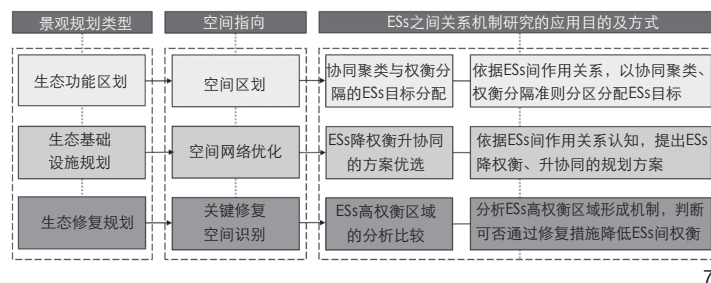 景观规划类型
空间指向
ESs之间关系机制研究的应用目的及方式
生态功能区划
空间区划
协同聚类与权衡分
隔的ESs目标分配
依据ESs间作用关系，以协同聚类、
权衡分隔准则分区分配ESs目标
生态基础
设施规划
空间网络优化
ESs降权衡升协同
的方案优选
依据ESs间作用关系认知，提出ESs
降权衡、升协同的规划方案
生态修复规划
关键修复
空间识别
ESs高权衡区域
的分析比较
分析ESs高权衡区域形成机制，判断
可否通过修复措施降低ESs间权衡
7